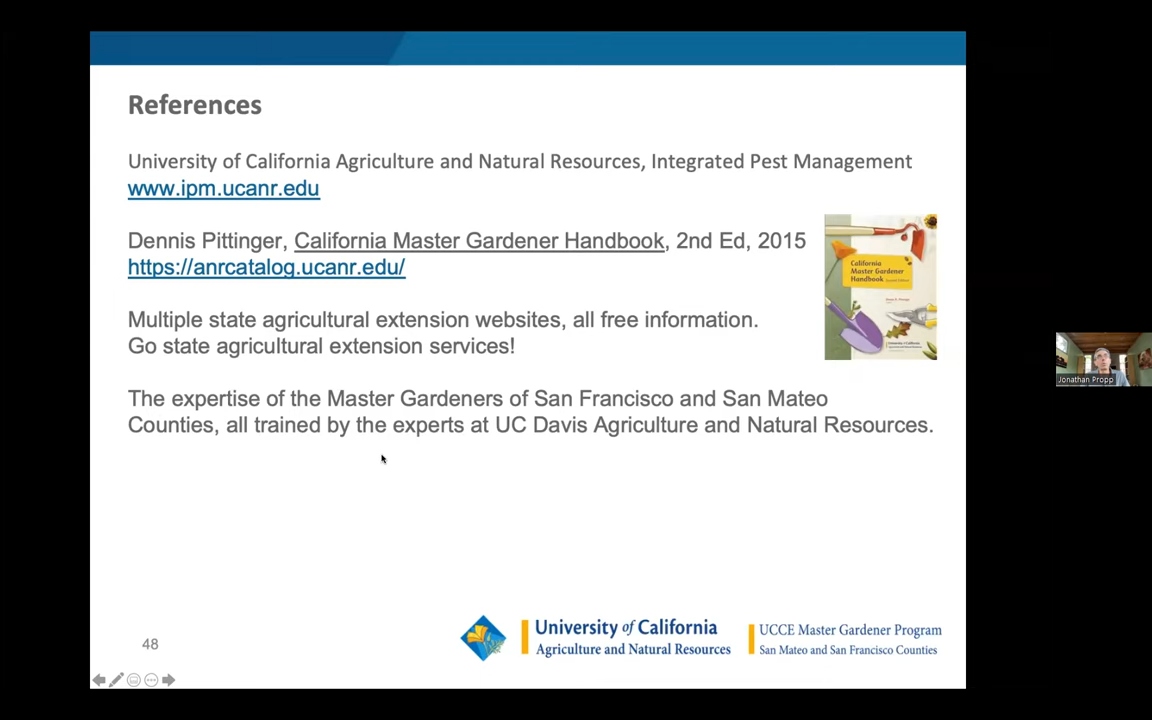 References
University of California Agriculture and Natural Resources, Integrated Pest Management
www.ipm.ucanr.edu
Dennis Pittinger, California Master Gardener Handbook, 2nd Ed, 2015
https://anrcatalog.ucanr.edu/
California
Master Gardener
Handbook
Multiple state agricultural extension websites, all free information.
Go state agricultural extension services!
The expertise of the Master Gardeners of San Francisco and San Mateo
Counties, all trained by the experts at UC Davis Agriculture and Natural Resources.
Jonathan Propp
48
University of California
Agriculture and Natural Resources
UCCE Master Gardener Program
San Mateo and San Francisco Counties